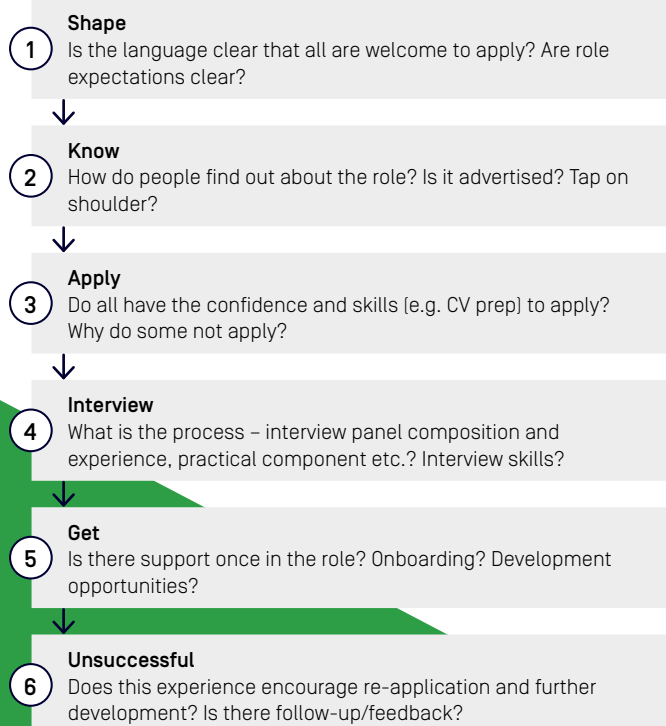 Shape
1
Is the language clear that all are welcome to apply? Are role
expectations clear?
Know
2
How do people find out about the role? Is it advertised? Tap on
shoulder?
Apply
3
Do all have the confidence and skills (e.g. CV prep) to apply?
Why do some not apply?
Interview
4
What is the process – interview panel composition and
experience, practical component etc.? Interview skills?
Get
5
Is there support once in the role? Onboarding? Development
opportunities?
Unsuccessful
6
Does this experience encourage re-application and further
development? Is there follow-up/feedback?